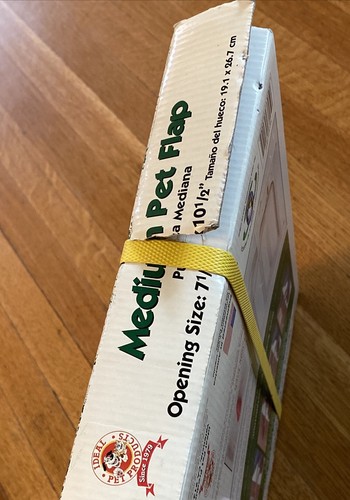 Medium Pet Flap
Mediana
Opening Size: 7 x 10 1/2"
Tamaño del hueco: 19.1 x 26.7 cm
IDEAL
PET PRODUCTS
Since 1979